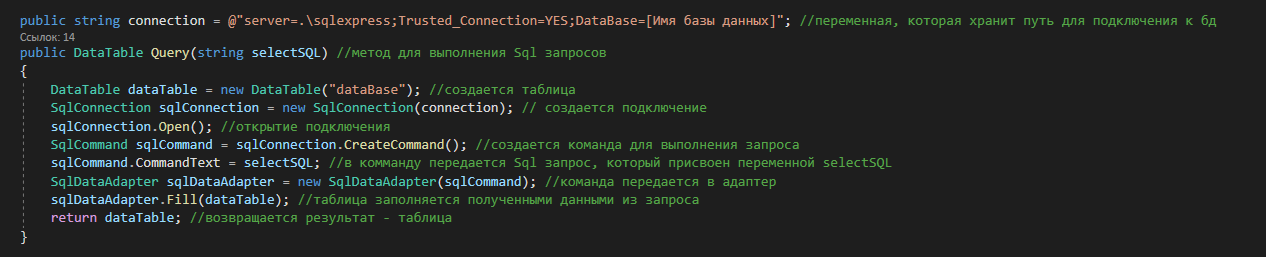 public string connection = @"server=.\sqlexpress;Trusted_Connection=YES;DataBase=[Имя базы данных]"; //переменная, которая хранит путь для подключения к бд
Ссылок: 14
public DataTable Query(string selectSQL) //метод для выполнения Sql запросов
{
DataTable dataTable = new DataTable("dataBase"); //создается таблица
SqlConnection sqlConnection = new SqlConnection(connection); // создается подключение
sqlConnection.Open(); //открытие подключения
SqlCommand sqlCommand = sqlConnection.CreateCommand(); //создается команда для выполнения запроса
sqlCommand.CommandText = selectSQL; //в комманду передается Sql запрос, который присвоен переменной selectSQL
SqlDataAdapter sqlDataAdapter = new SqlDataAdapter(sqlCommand); //команда передается в адаптер
sqlDataAdapter.Fill(dataTable); //таблица заполняется полученными данными из запроса
return dataTable; //возвращается результат - таблица
}